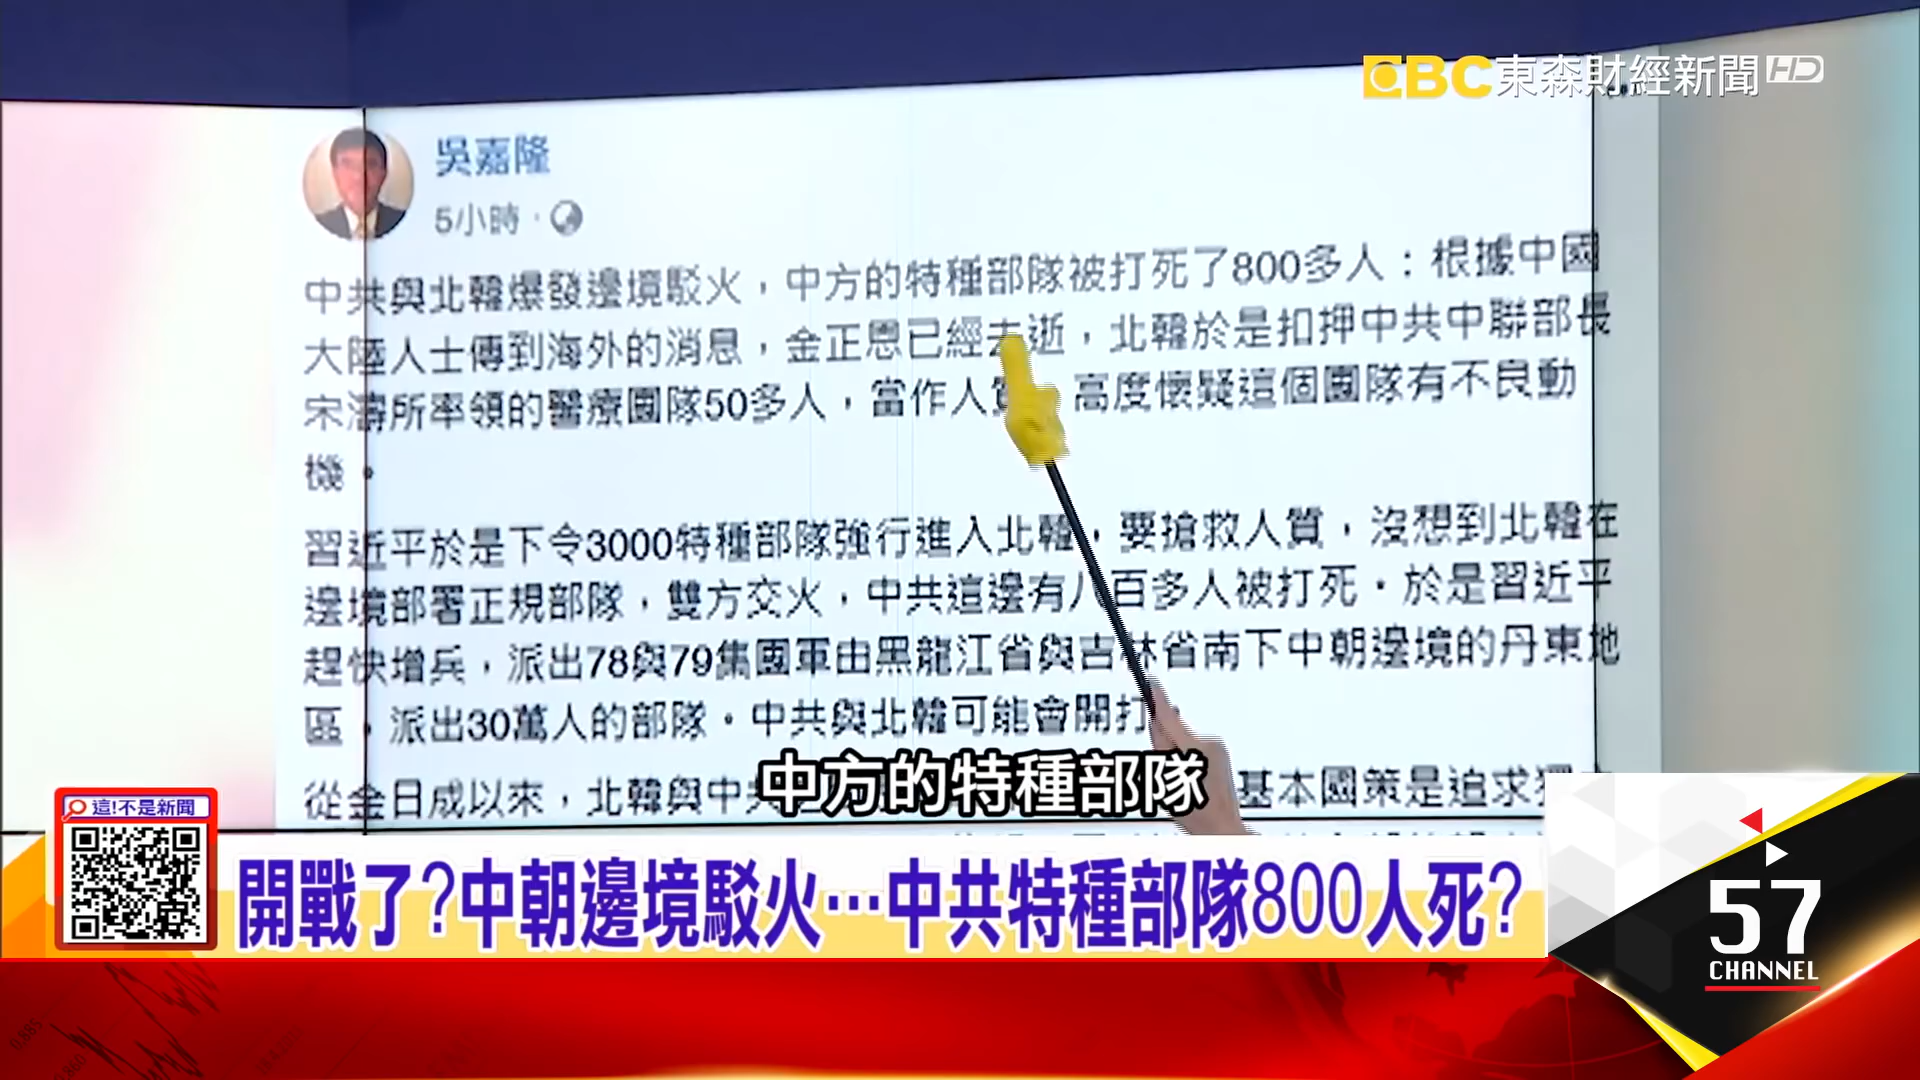 EBC東森財經新聞HD
吳嘉隆
5小時·
中共與北韓爆發邊境駁火，中方的特種部隊被打死了800多人：根據中國
大陸人士傳到海外的消息，金正恩已經去逝，北韓於是扣押中共中聯部長
宋濤所率領的醫療團隊50多人，當作人質 高度懷疑這個團隊有不良動
機。
習近平於是下令3000特種部隊強行進入北韓，要搶救人質，沒想到北韓在
邊境部署正規部隊，雙方交火，中共這邊有八百多人被打死。於是習近平
趕快增兵，派出78與79集團軍由黑龍江省與吉林省南下中朝邊境的丹東地
區，派出30萬人的部隊。中共與北韓可能會開打
從金日成以來，北韓與中共 基本國策是追求獨
中方的特種部隊
這!不是新聞
開戰了?中朝邊境駁火…中共特種部隊800人死?
57
CHANNEL